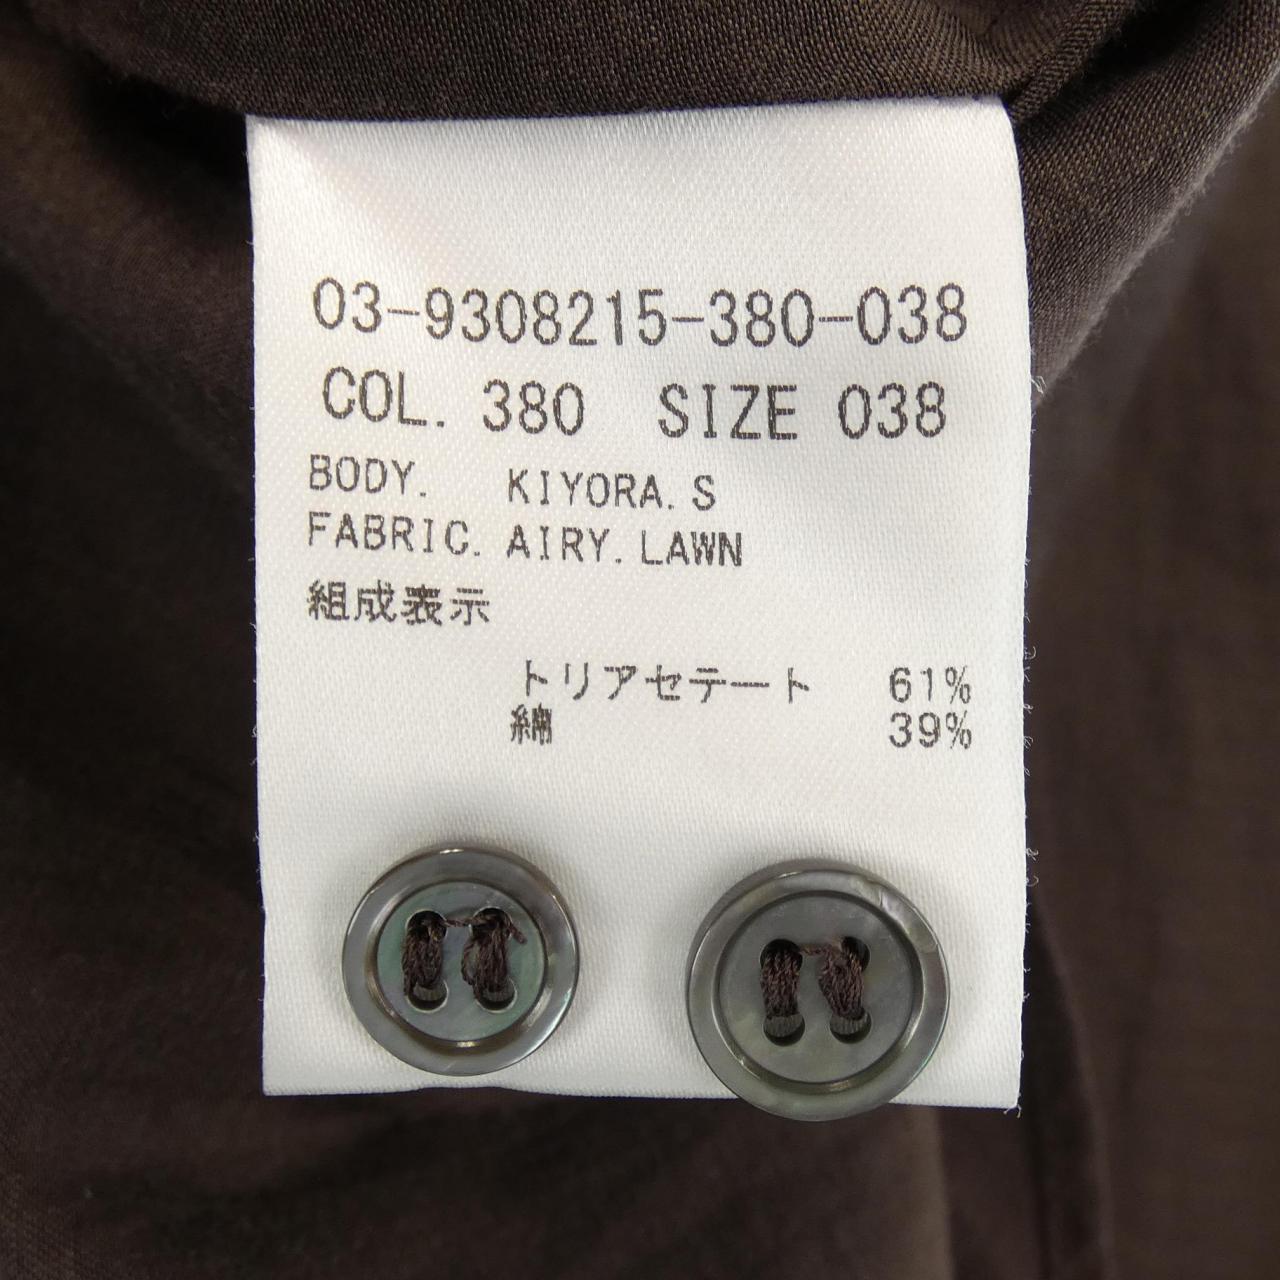 03-9308215-380-038
COL. 380 SIZE 038
BODY. KIYORA.S
FABRIC. AIRY.LAWN
組成表示
トリアセテート 61%
綿 39%